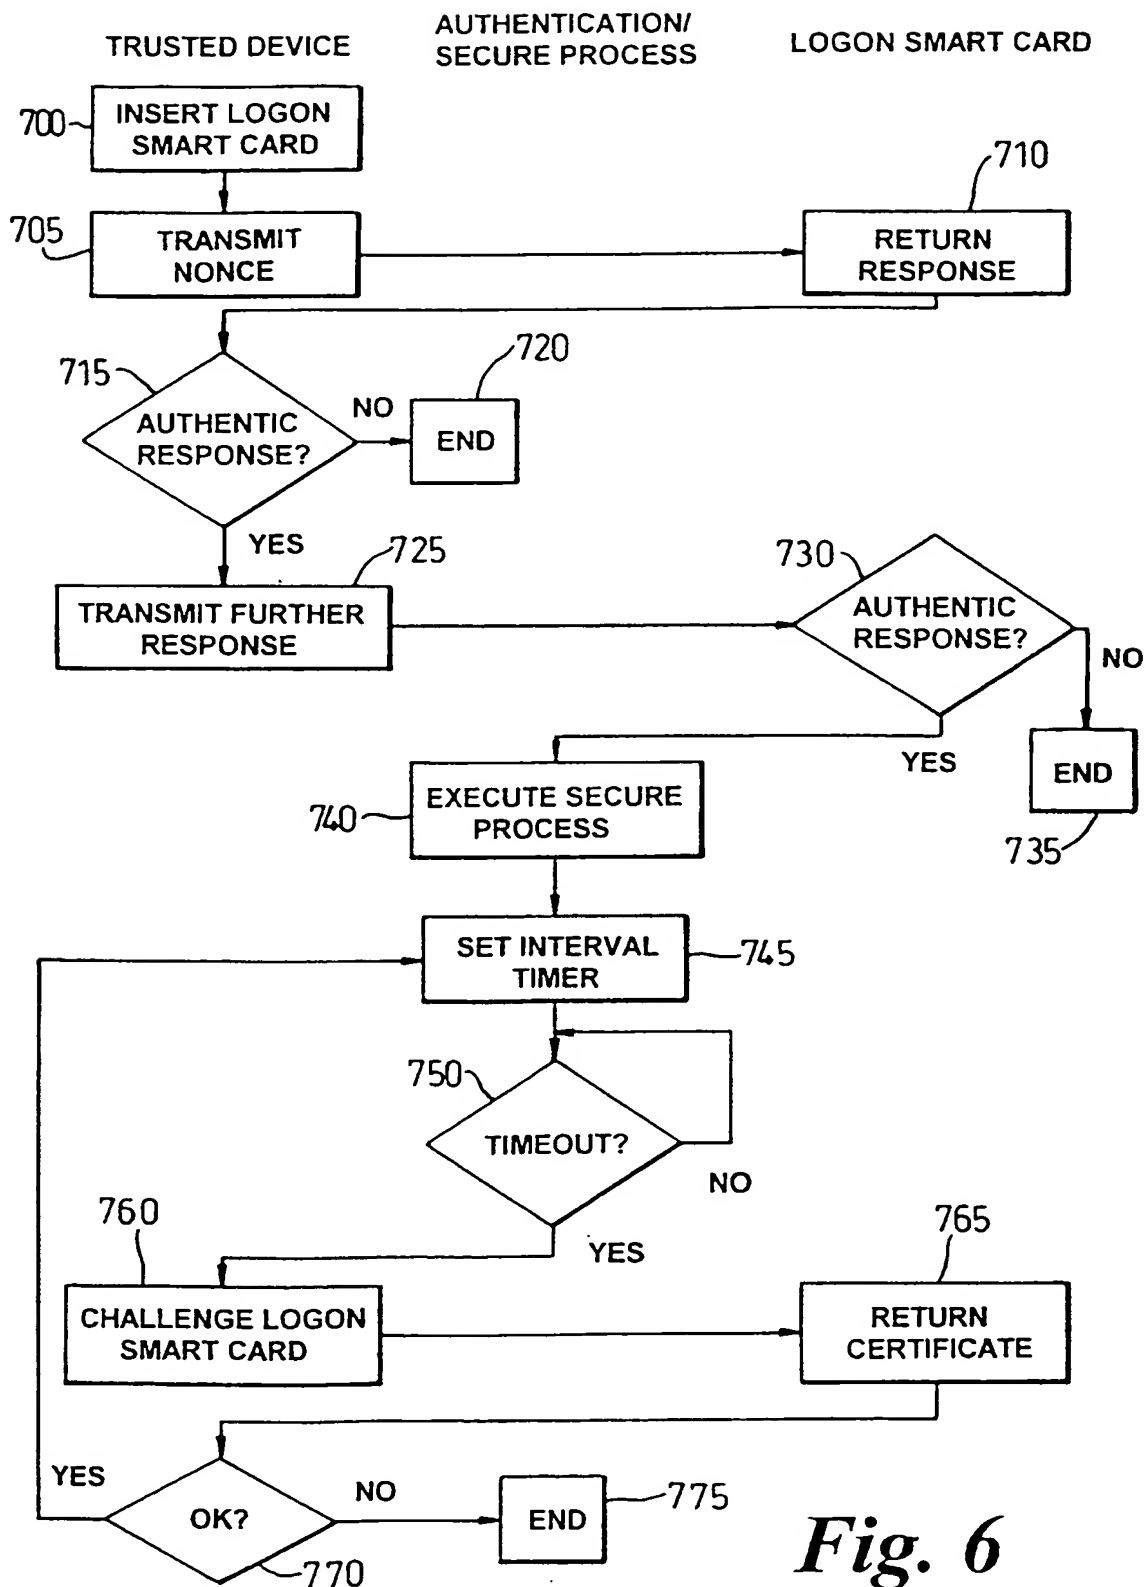 TRUSTED DEVICE
AUTHENTICATION/
SECURE PROCESS
LOGON SMART CARD
700
INSERT LOGON
SMART CARD
705
TRANSMIT
NONCE
710
RETURN
RESPONSE
715
AUTHENTIC
RESPONSE?
NO
720
END
YES
725
TRANSMIT FURTHER
RESPONSE
730
AUTHENTIC
RESPONSE?
NO
YES
END
735
740
EXECUTE SECURE
PROCESS
SET INTERVAL
TIMER
745
750
TIMEOUT?
NO
YES
760
CHALLENGE LOGON
SMART CARD
765
RETURN
CERTIFICATE
YES
OK?
NO
END
775
770
Fig. 6